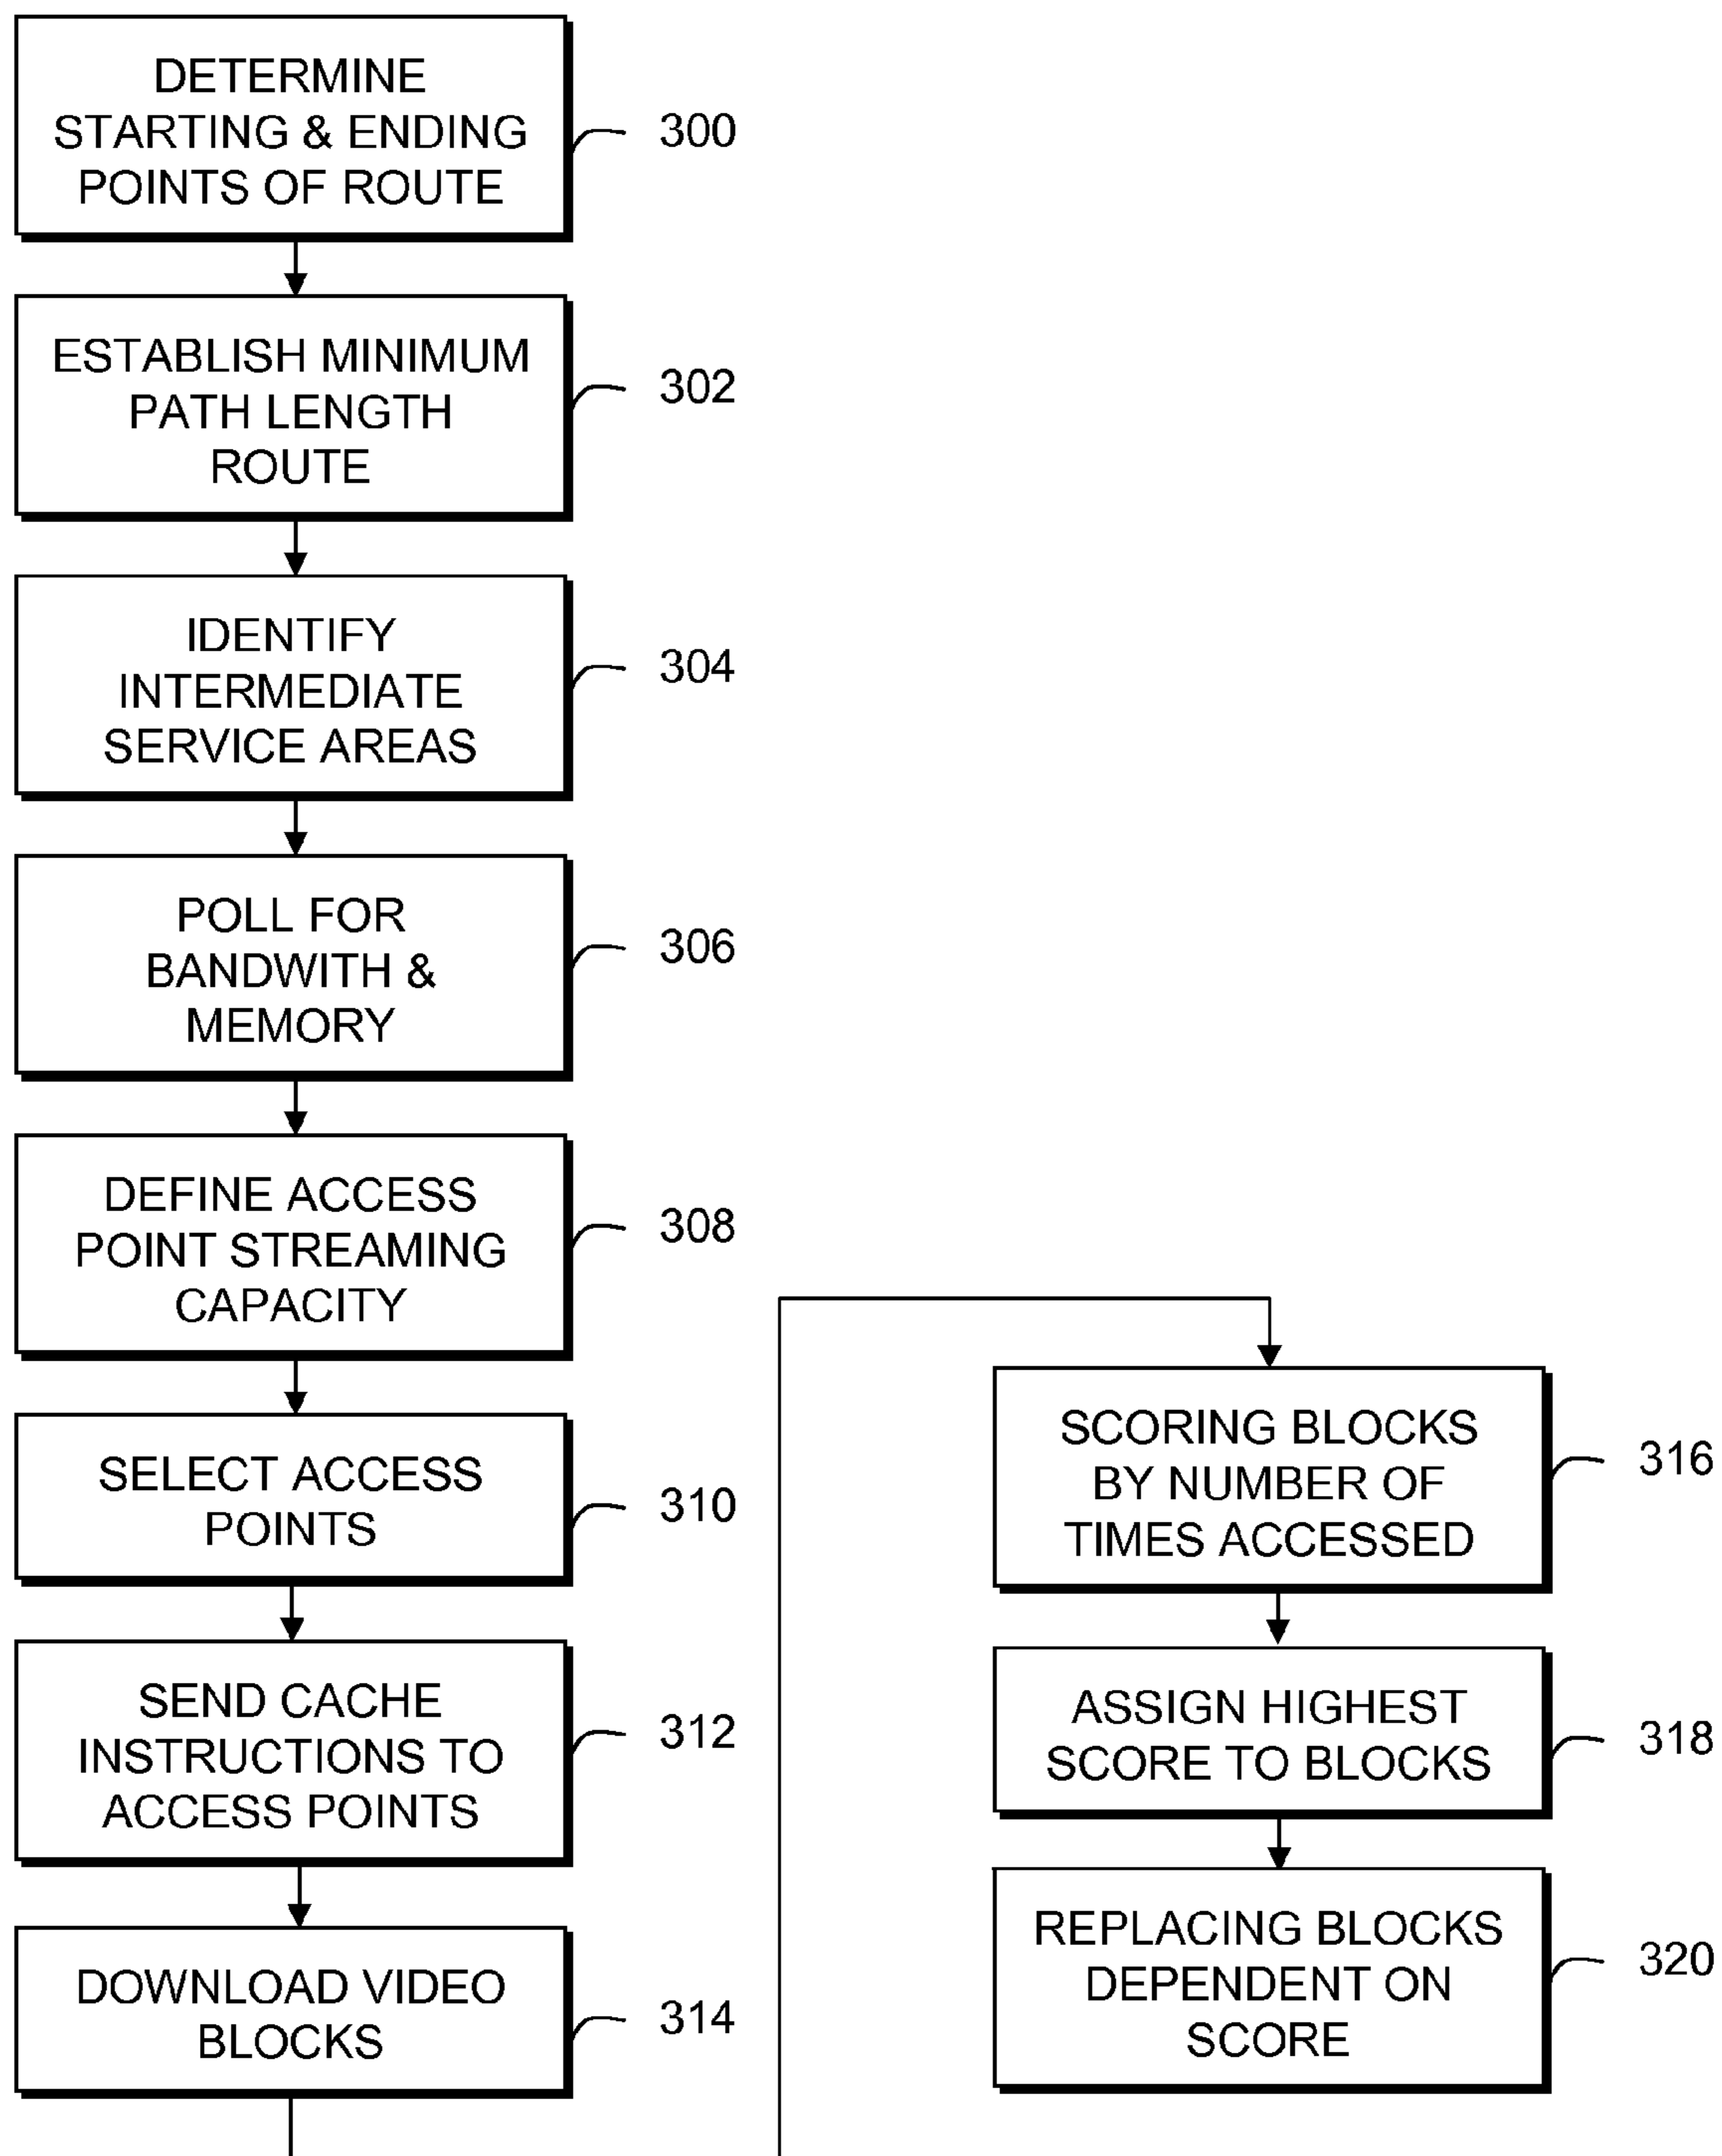 DETERMINE
STARTING & ENDING
POINTS OF ROUTE
300
ESTABLISH MINIMUM
PATH LENGTH
ROUTE
302
IDENTIFY
INTERMEDIATE
SERVICE AREAS
304
POLL FOR
BANDWITH &
MEMORY
306
DEFINE ACCESS
POINT STREAMING
CAPACITY
308
SELECT ACCESS
POINTS
310
SEND CACHE
INSTRUCTIONS TO
ACCESS POINTS
312
DOWNLOAD VIDEO
BLOCKS
314
SCORING BLOCKS
BY NUMBER OF
TIMES ACCESSED
316
ASSIGN HIGHEST
SCORE TO BLOCKS
318
REPLACING BLOCKS
DEPENDENT ON
SCORE
320